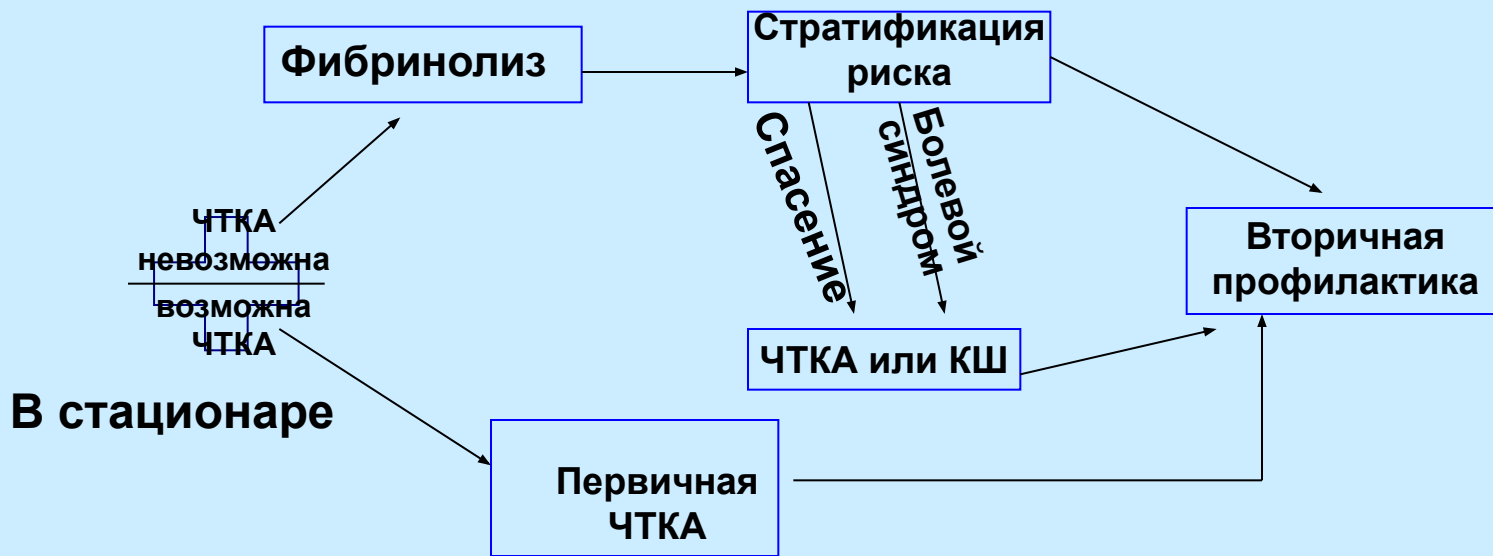 Фибринолиз
Стратификация
риска
Спасение
Болевой
синдром
ЧТКА
невозможна
возможна
ЧТКА
Вторичная
профилактика
ЧТКА или КШ
В стационаре
Первичная
ЧТКА